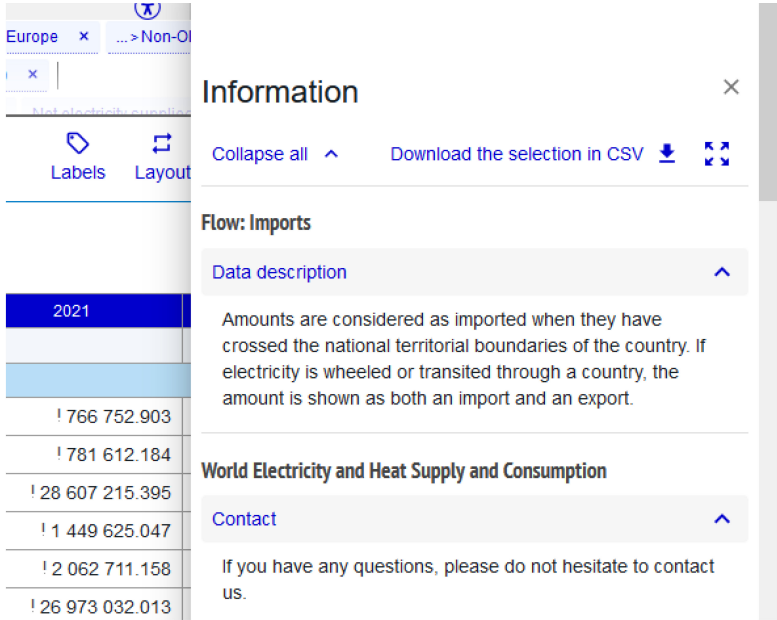 Europe ×
...>Non-Ol
×
Net electricity supplied
Labels
Layout
2021
! 766 752.903
! 781 612.184
! 28 607 215.395
! 1 449 625.047
! 2 062 711.158
! 26 973 032.013
Information ×
Collapse all
Download the selection in CSV
Flow: Imports
Data description
Amounts are considered as imported when they have
crossed the national territorial boundaries of the country. If
electricity is wheeled or transited through a country, the
amount is shown as both an import and an export.
World Electricity and Heat Supply and Consumption
Contact
If you have any questions, please do not hesitate to contact
us.